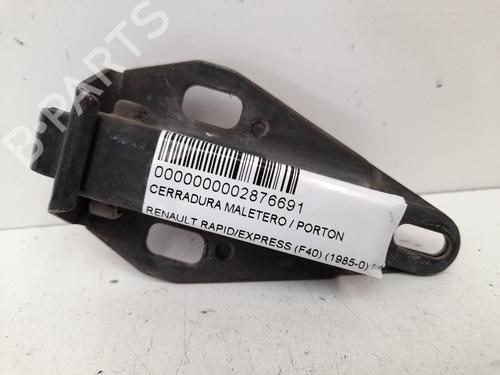 B-PARTS
0000000002876691
CERRADURA MALETERO / PORTON
RENAULT RAPID/EXPRESS (F40) (1985-0)